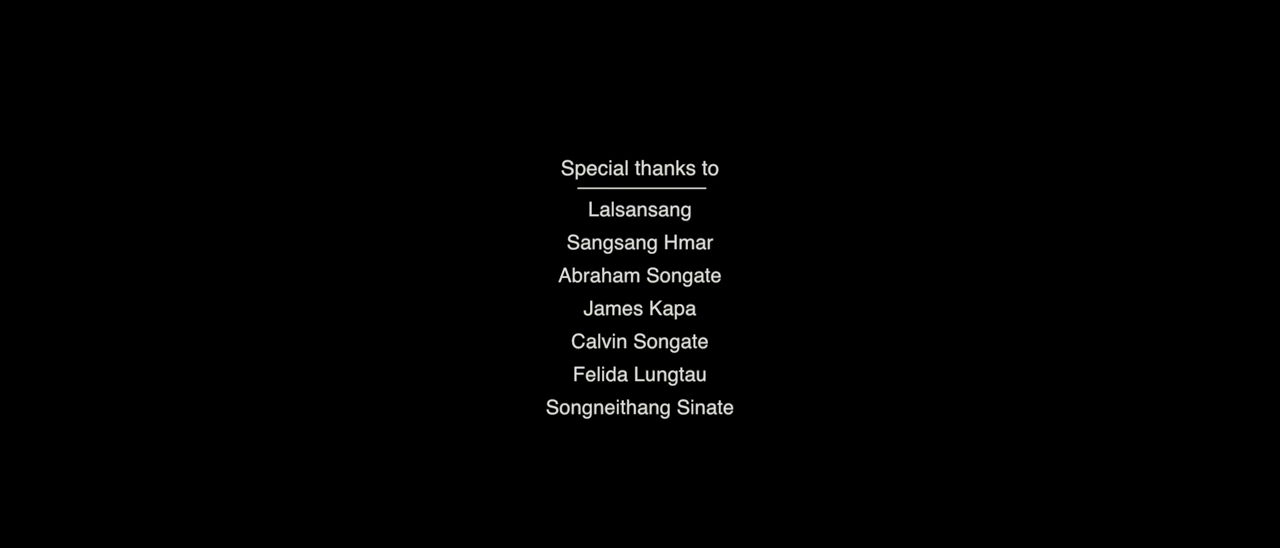 Special thanks to
Lalsansang
Sangsang Hmar
Abraham Songate
James Kapa
Calvin Songate
Felida Lungtau
Songneithang Sinate